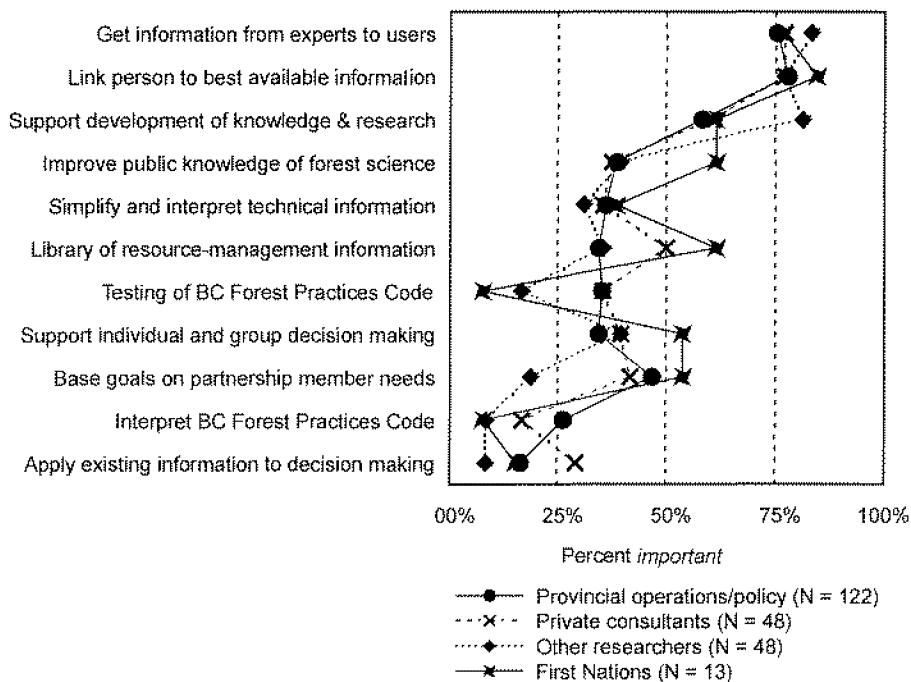 Get information from experts to users
Link person to best available information
Support development of knowledge & research
Improve public knowledge of forest science
Simplify and interpret technical information
Library of resource-management information
Testing of BC Forest Practices Code
Support individual and group decision making
Base goals on partnership member needs
Interpret BC Forest Practices Code
Apply existing information to decision making
00% 25% 50% 75% 100%
Percent important
Provincial operations/policy (N = 122)
Private consultants (N = 48)
Other researchers (N = 48)
First Nations (N = 13)